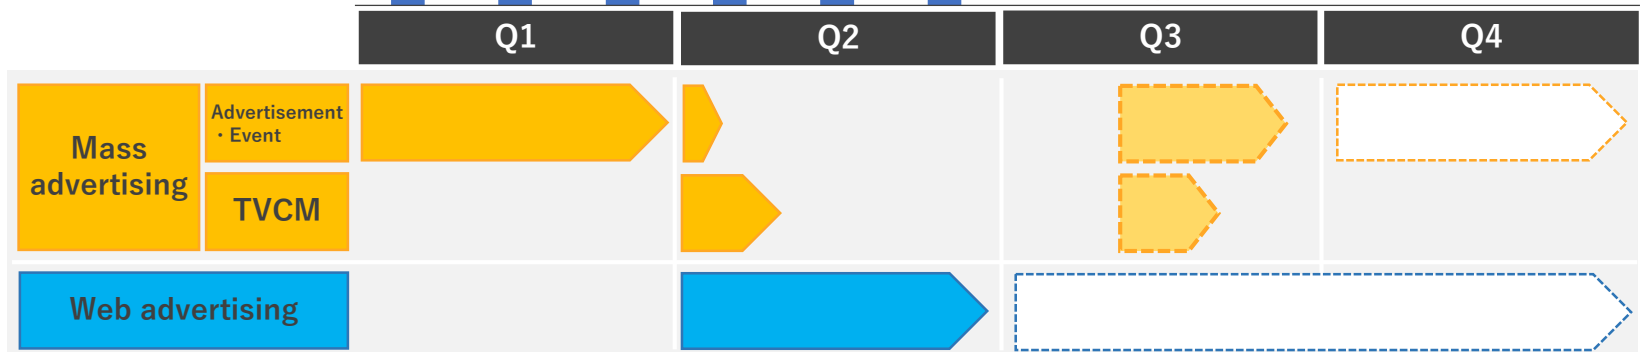 Q1 Q2 Q3 Q4
Mass
advertising
Advertisement
・Event
TVCM
Web advertising